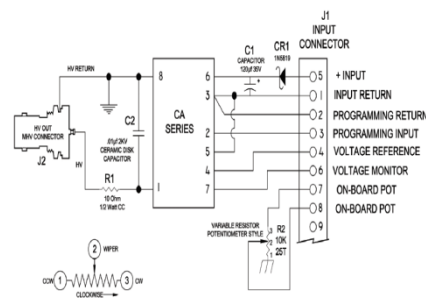 J1
INPUT
CONNECTOR
C1
CAPACITOR
120µf 35V
+
CR1
1N5819
HV RETURN
8
6
5 + INPUT
3
1 INPUT RETURN
2 PROGRAMMING RETURN
CA
SERIES
2
3 PROGRAMMING INPUT
5
4 VOLTAGE REFERENCE
4
6 VOLTAGE MONITOR
1
7
7 ON-BOARD POT
8 ON-BOARD POT
9
HV OUT
MHV CONNECTOR
J2
HV
C2
.01µf 2KV
CERAMIC DISK
CAPACITOR
R1
10 Ohm
1/2 Watt CC
VARIABLE RESISTOR
POTENTIOMETER STYLE
3 R2
2 10K
1 25T
2 WIPER
CCW 1
3 CW
CLOCKWISE